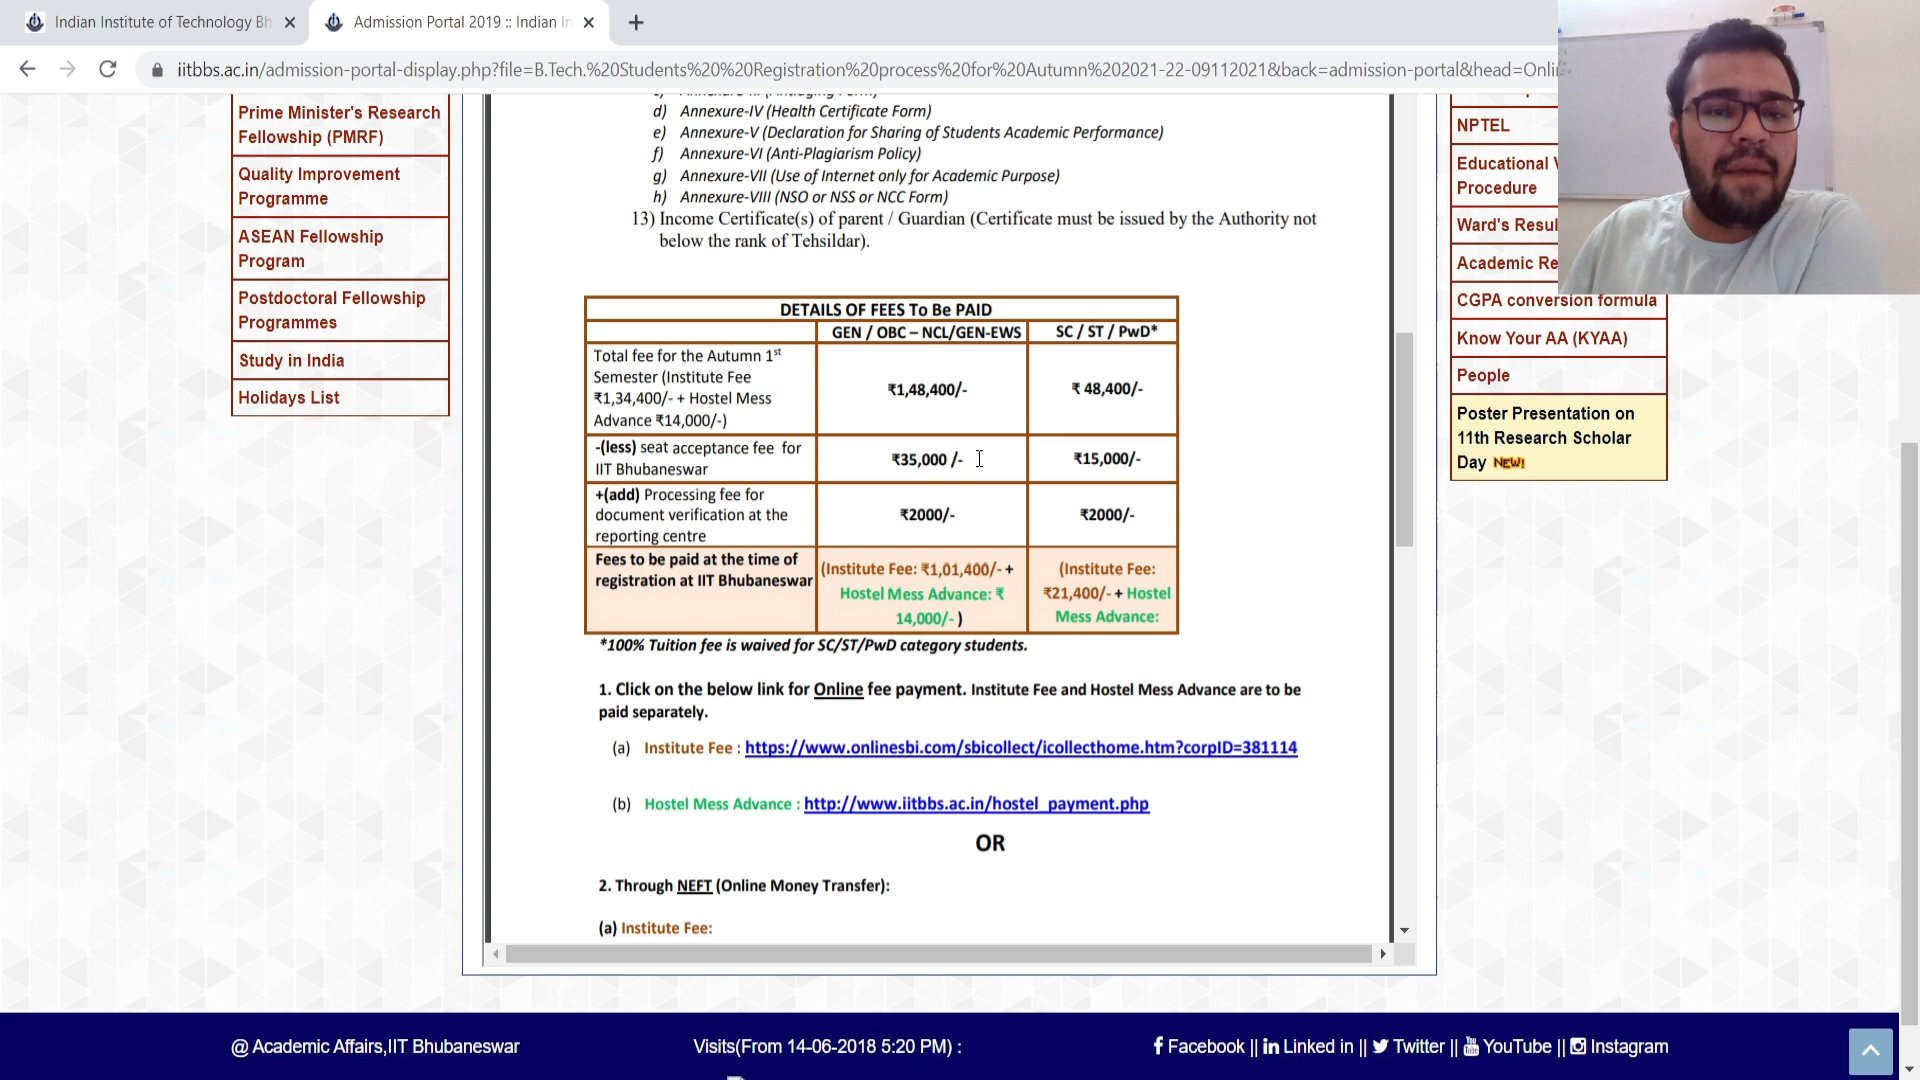 Indian Institute of Technology Bh
Admission Portal 2019 :: Indian In
iitbbs.ac.in/admission-portal-display.php?file=B.Tech.%20Students%20%20Registration%20process%20for%20Autumn%202021-22-09112021&back=admission-portal&head=Onli
Prime Minister's Research
Fellowship (PMRF)
Quality Improvement
Programme
ASEAN Fellowship
Program
Postdoctoral Fellowship
Programmes
Study in India
Holidays List
d) Annexure-IV (Health Certificate Form)
e) Annexure-V (Declaration for Sharing of Students Academic Performance)
f) Annexure-VI (Anti-Plagiarism Policy)
g) Annexure-VII (Use of Internet only for Academic Purpose)
h) Annexure-VIII (NSO or NSS or NCC Form)
13) Income Certificate(s) of parent / Guardian (Certificate must be issued by the Authority not
below the rank of Tehsildar).
DETAILS OF FEES To Be PAID
GEN / OBC – NCL/GEN-EWS SC / ST / PwD*
Total fee for the Autumn 1st
Semester (Institute Fee
₹1,34,400/- + Hostel Mess
Advance ₹14,000/-)
₹1,48,400/- ₹ 48,400/-
-(less) seat acceptance fee for
IIT Bhubaneswar
₹35,000 /- ₹15,000/-
+(add) Processing fee for
document verification at the
reporting centre
₹2000/- ₹2000/-
Fees to be paid at the time of
registration at IIT Bhubaneswar
(Institute Fee: ₹1,01,400/- +
Hostel Mess Advance: ₹
14,000/- )
(Institute Fee:
₹21,400/- + Hostel
Mess Advance:
*100% Tuition fee is waived for SC/ST/PwD category students.
1. Click on the below link for Online fee payment. Institute Fee and Hostel Mess Advance are to be
paid separately.
(a) Institute Fee : https://www.onlinesbi.com/sbicollect/icollecthome.htm?corpID=381114
(b) Hostel Mess Advance : http://www.iitbbs.ac.in/hostel_payment.php
OR
2. Through NEFT (Online Money Transfer):
(a) Institute Fee:
NPTEL
Educational V
Procedure
Ward's Resul
Academic Re
CGPA conversion formula
Know Your AA (KYAA)
People
Poster Presentation on
11th Research Scholar
Day NEW!
@ Academic Affairs,IIT Bhubaneswar
Visits(From 14-06-2018 5:20 PM) :
Facebook || in Linked in || Twitter || YouTube || Instagram